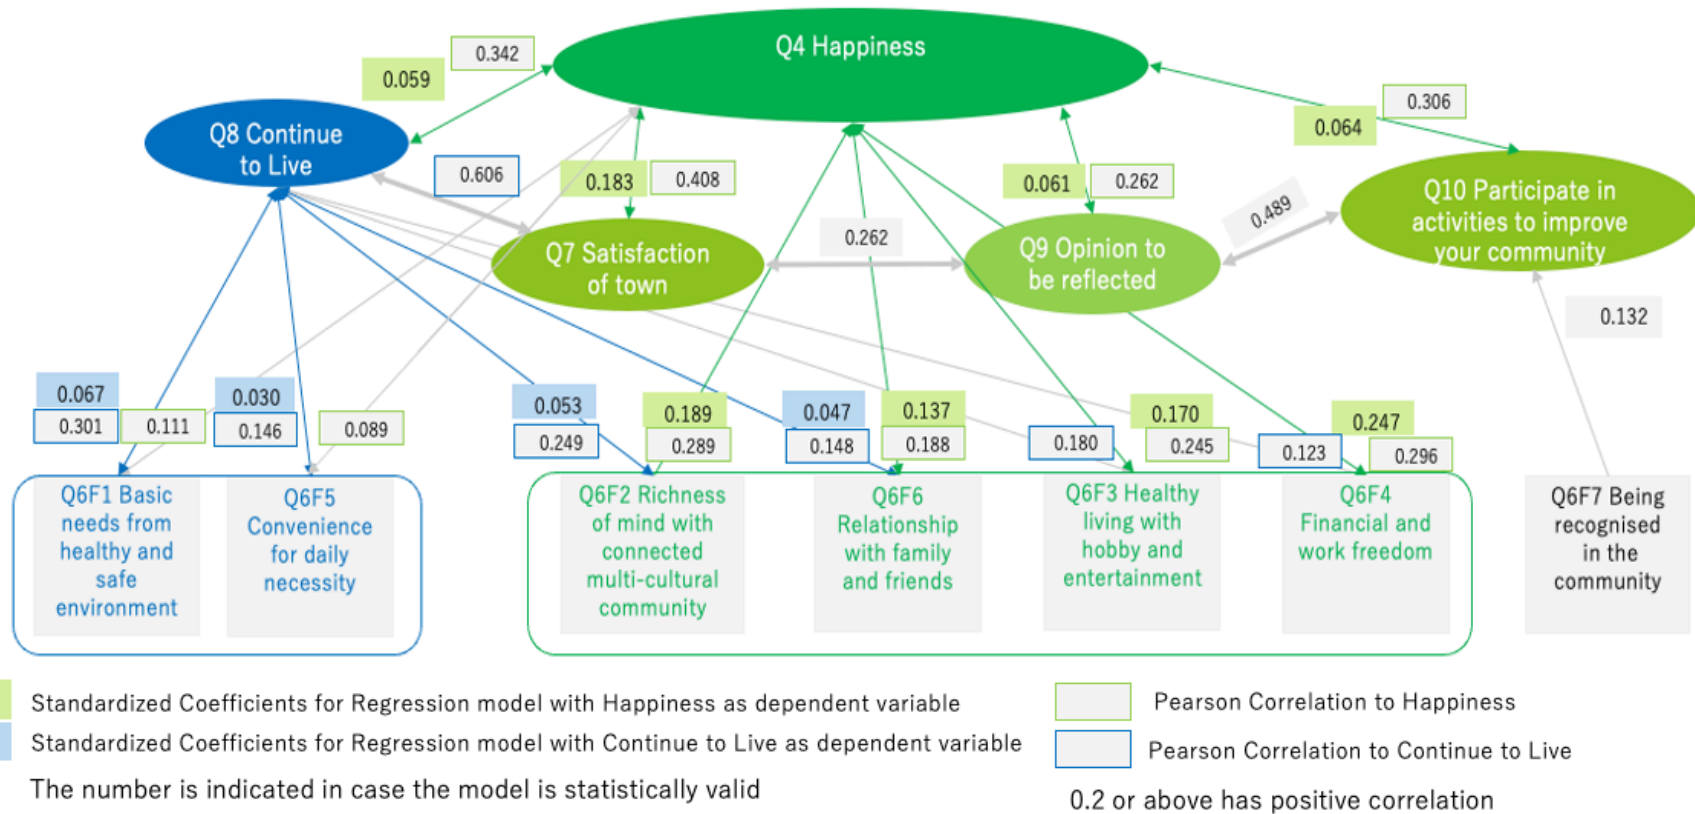 Q4 Happiness
0.342
0.059
0.306
0.064
Q8 Continue
to Live
0.606
0.183
0.408
0.061
0.262
Q10 Participate in
activities to improve
your community
0.489
0.262
Q7 Satisfaction
of town
Q9 Opinion to
be reflected
0.132
0.067
0.301
0.111
0.030
0.146
0.089
0.053
0.249
0.189
0.289
0.047
0.148
0.137
0.188
0.180
0.170
0.245
0.123
0.247
0.296
Q6F1 Basic
needs from
healthy and
safe
environment
Q6F5
Convenience
for daily
necessity
Q6F2 Richness
of mind with
connected
multi-cultural
community
Q6F6
Relationship
with family
and friends
Q6F3 Healthy
living with
hobby and
entertainment
Q6F4
Financial and
work freedom
Q6F7 Being
recognised
in the
community
Standardized Coefficients for Regression model with Happiness as dependent variable
Standardized Coefficients for Regression model with Continue to Live as dependent variable
The number is indicated in case the model is statistically valid
Pearson Correlation to Happiness
Pearson Correlation to Continue to Live
0.2 or above has positive correlation